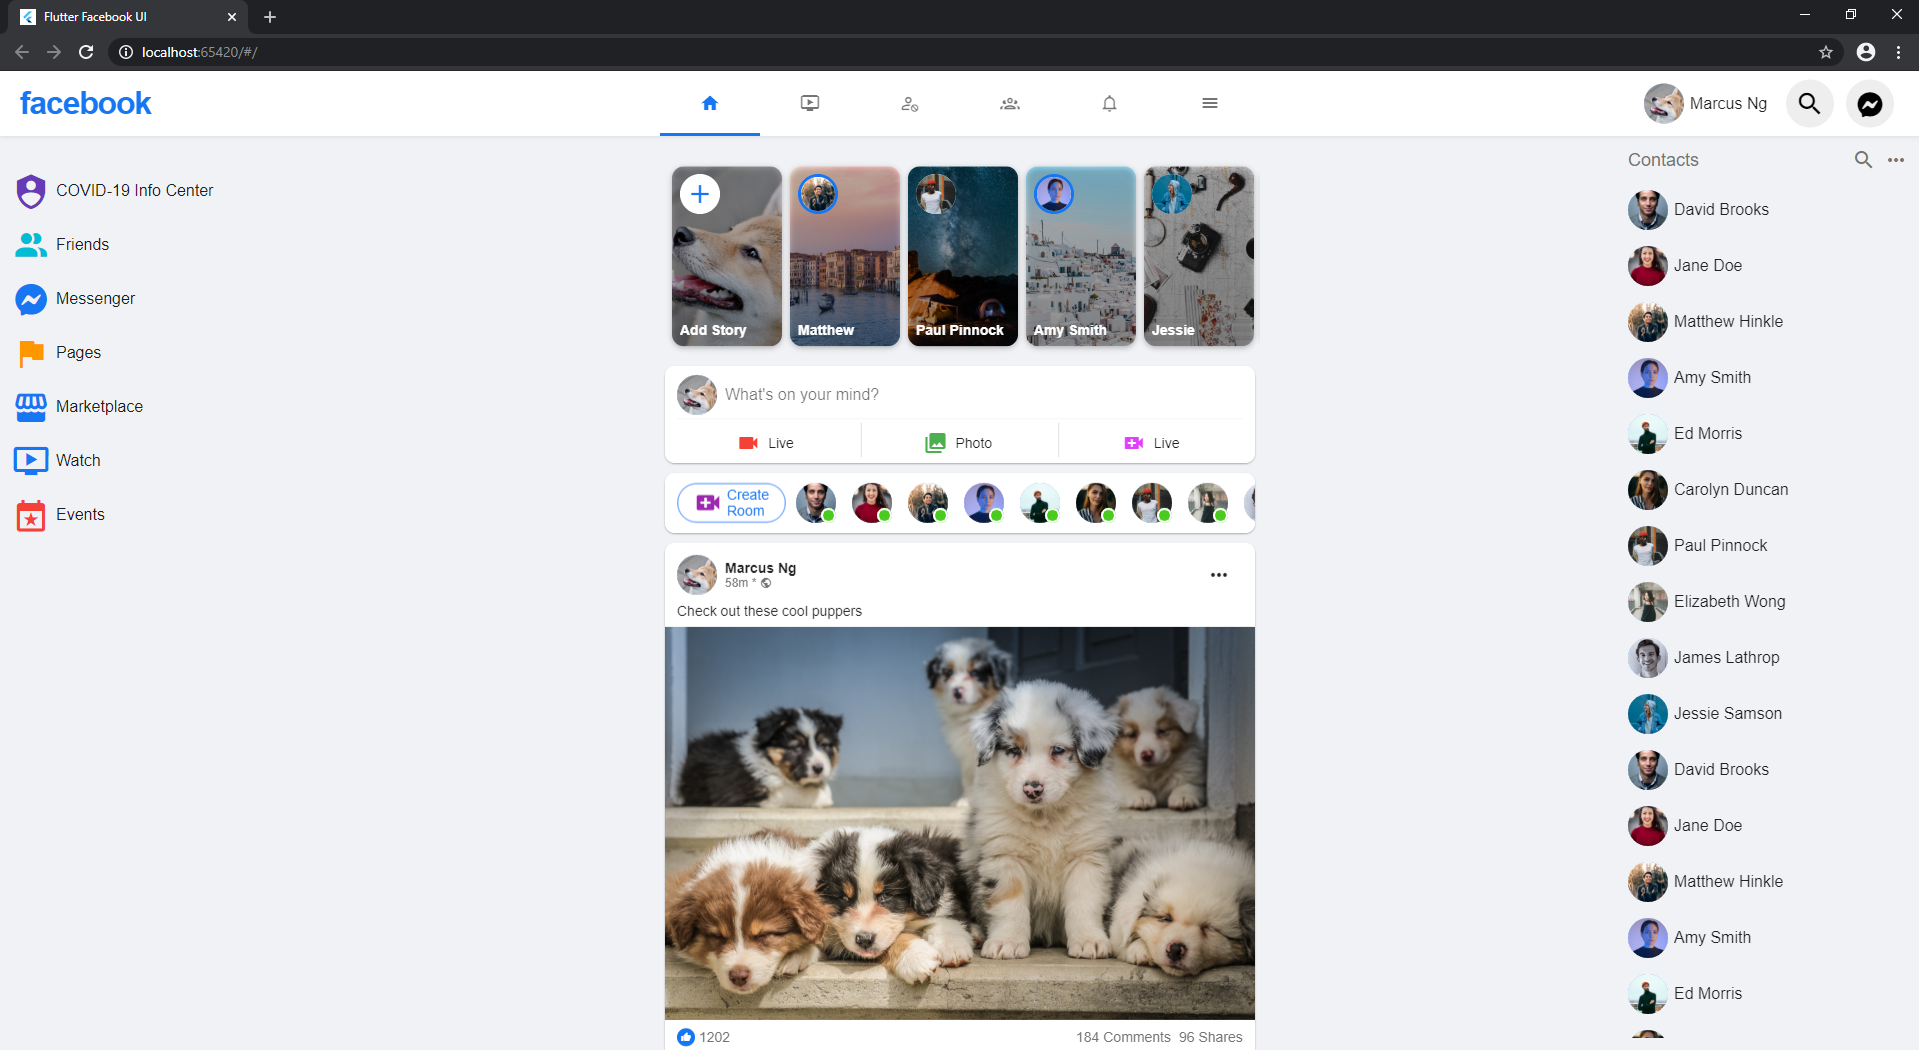 Flutter Facebook UI
localhost:65420/#/
facebook
Marcus Ng
COVID-19 Info Center
Friends
Messenger
Pages
Marketplace
Watch
Events
Add Story
Matthew
Paul Pinnock
Amy Smith
Jessie
What's on your mind?
Live
Photo
Live
Create
Room
Marcus Ng
58m *
Check out these cool puppers
1202
184 Comments 96 Shares
Contacts
David Brooks
Jane Doe
Matthew Hinkle
Amy Smith
Ed Morris
Carolyn Duncan
Paul Pinnock
Elizabeth Wong
James Lathrop
Jessie Samson
David Brooks
Jane Doe
Matthew Hinkle
Amy Smith
Ed Morris